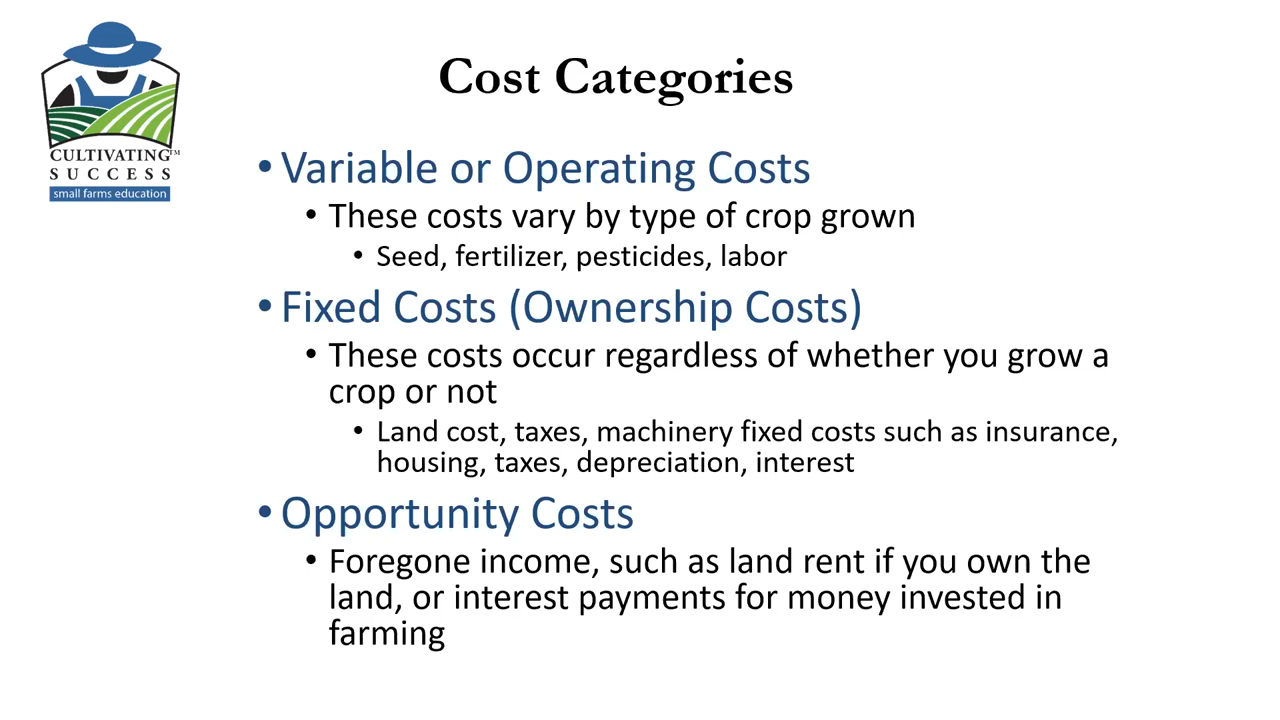 Cost Categories
CULTIVATING™
SUCCESS
small farms education
• Variable or Operating Costs
• These costs vary by type of crop grown
• Seed, fertilizer, pesticides, labor
• Fixed Costs (Ownership Costs)
• These costs occur regardless of whether you grow a
crop or not
• Land cost, taxes, machinery fixed costs such as insurance,
housing, taxes, depreciation, interest
• Opportunity Costs
• Foregone income, such as land rent if you own the
land, or interest payments for money invested in
farming